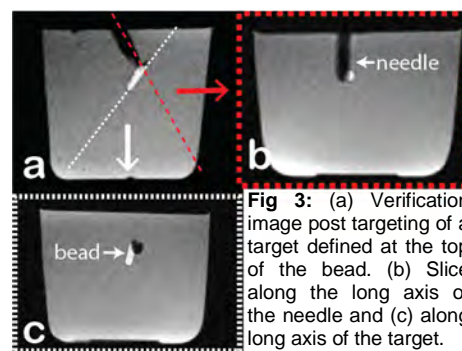 a
b
needle
c
bead
Fig 3: (a) Verification
image post targeting of a
target defined at the top
of the bead. (b) Slice
along the long axis of
the needle and (c) along
long axis of the target.